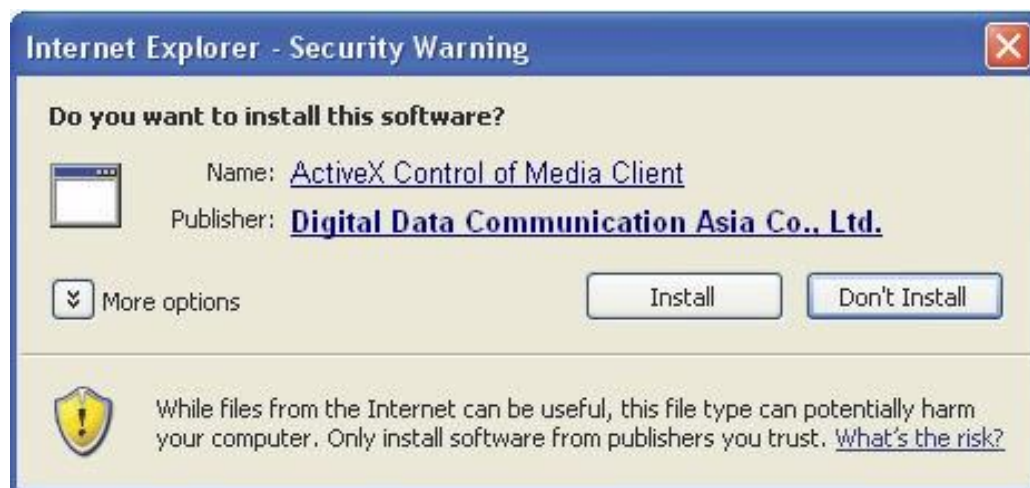 Internet Explorer - Security Warning
Do you want to install this software?
Name: ActiveX Control of Media Client
Publisher: Digital Data Communication Asia Co., Ltd.
More options
Install
Don't Install
While files from the Internet can be useful, this file type can potentially harm
your computer. Only install software from publishers you trust. What's the risk?